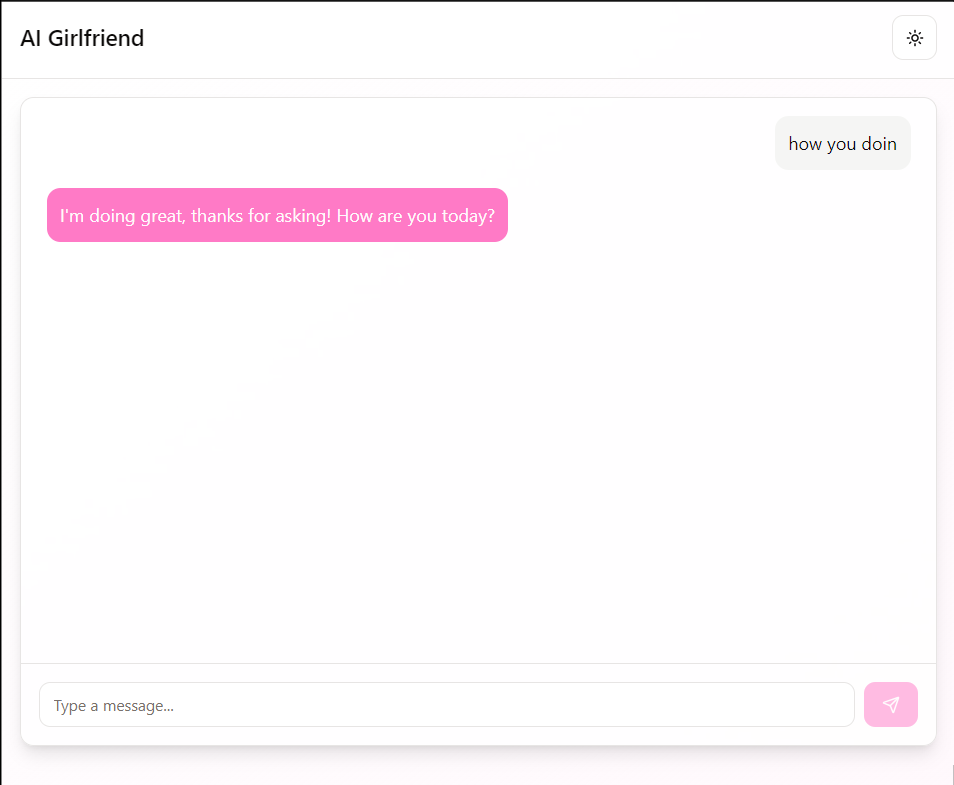 AI Girlfriend
how you doin
I'm doing great, thanks for asking! How are you today?
Type a message...